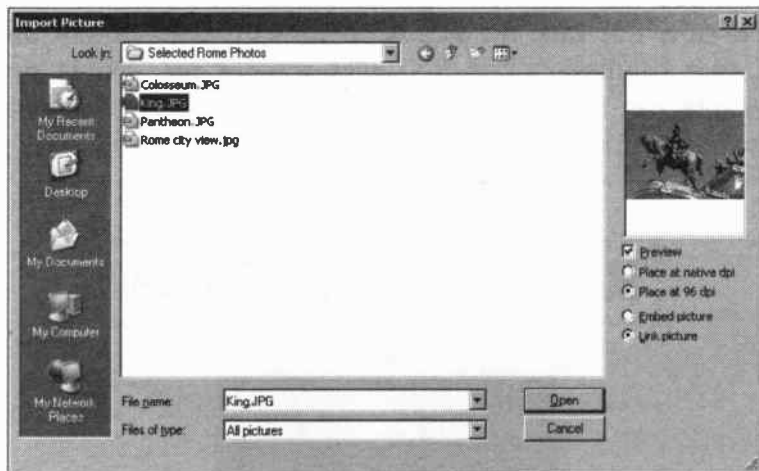 Import Picture
Look in:
Selected Rome Photos
My Recent
Documents
Desktop
My Documents
My Computer
My Network
Places
Colosseum.JPG
King.JPG
Pantheon.JPG
Rome city view.jpg
Preview
Place at native dpi
Place at 96 dpi
Embed picture
Link picture
File name:
King.JPG
Open
Files of type:
All pictures
Cancel